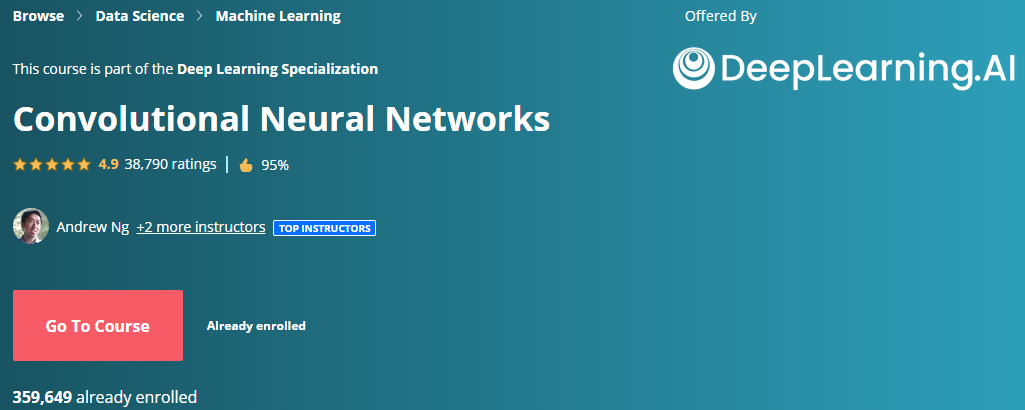 Browse > Data Science > Machine Learning
Offered By
DeepLearning.AI
This course is part of the Deep Learning Specialization
Convolutional Neural Networks
4.9 38,790 ratings | 95%
Andrew Ng +2 more instructors TOP INSTRUCTORS
Go To Course
Already enrolled
359,649 already enrolled